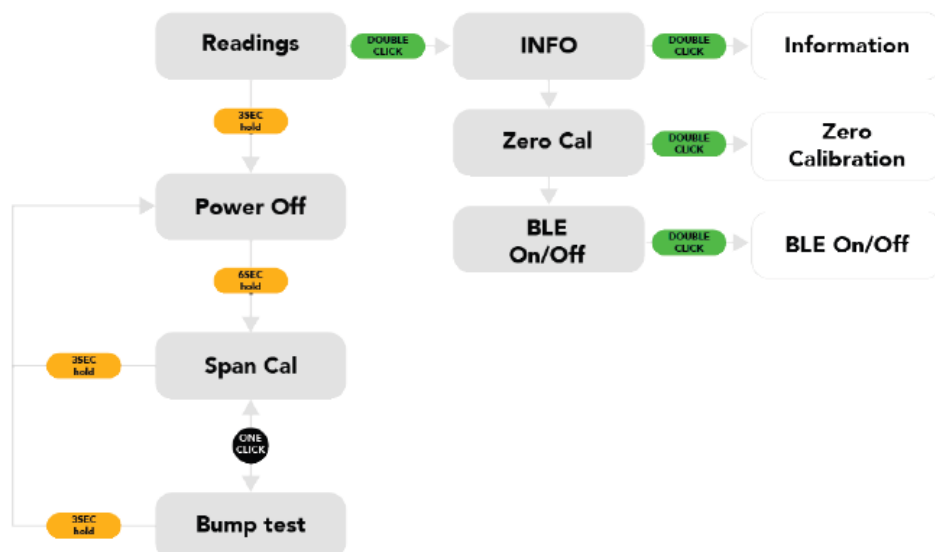 Readings
DOUBLE
CLICK
INFO
DOUBLE
CLICK
Information
3SEC
hold
Zero Cal
DOUBLE
CLICK
Zero
Calibration
Power Off
BLE
On/Off
DOUBLE
CLICK
BLE On/Off
6SEC
hold
3SEC
hold
Span Cal
ONE
CLICK
3SEC
hold
Bump test